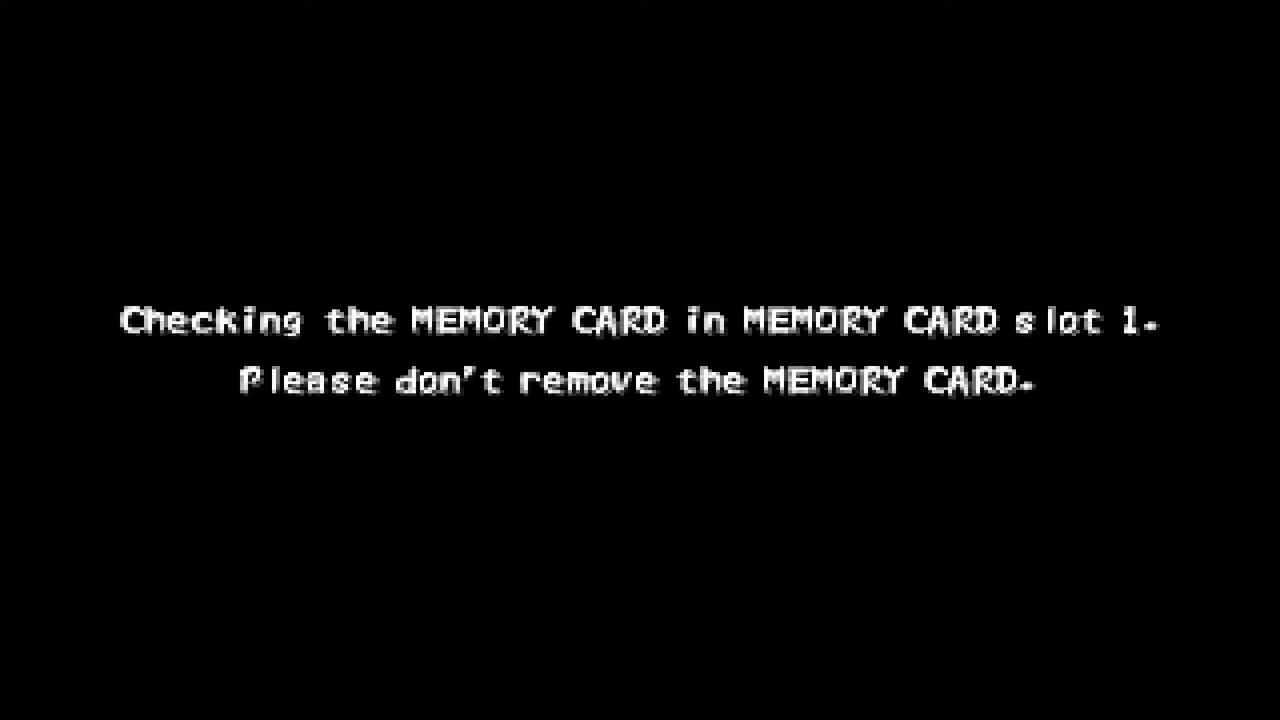 Checking the MEMORY CARD in MEMORY CARD slot 1.
Please don't remove the MEMORY CARD.